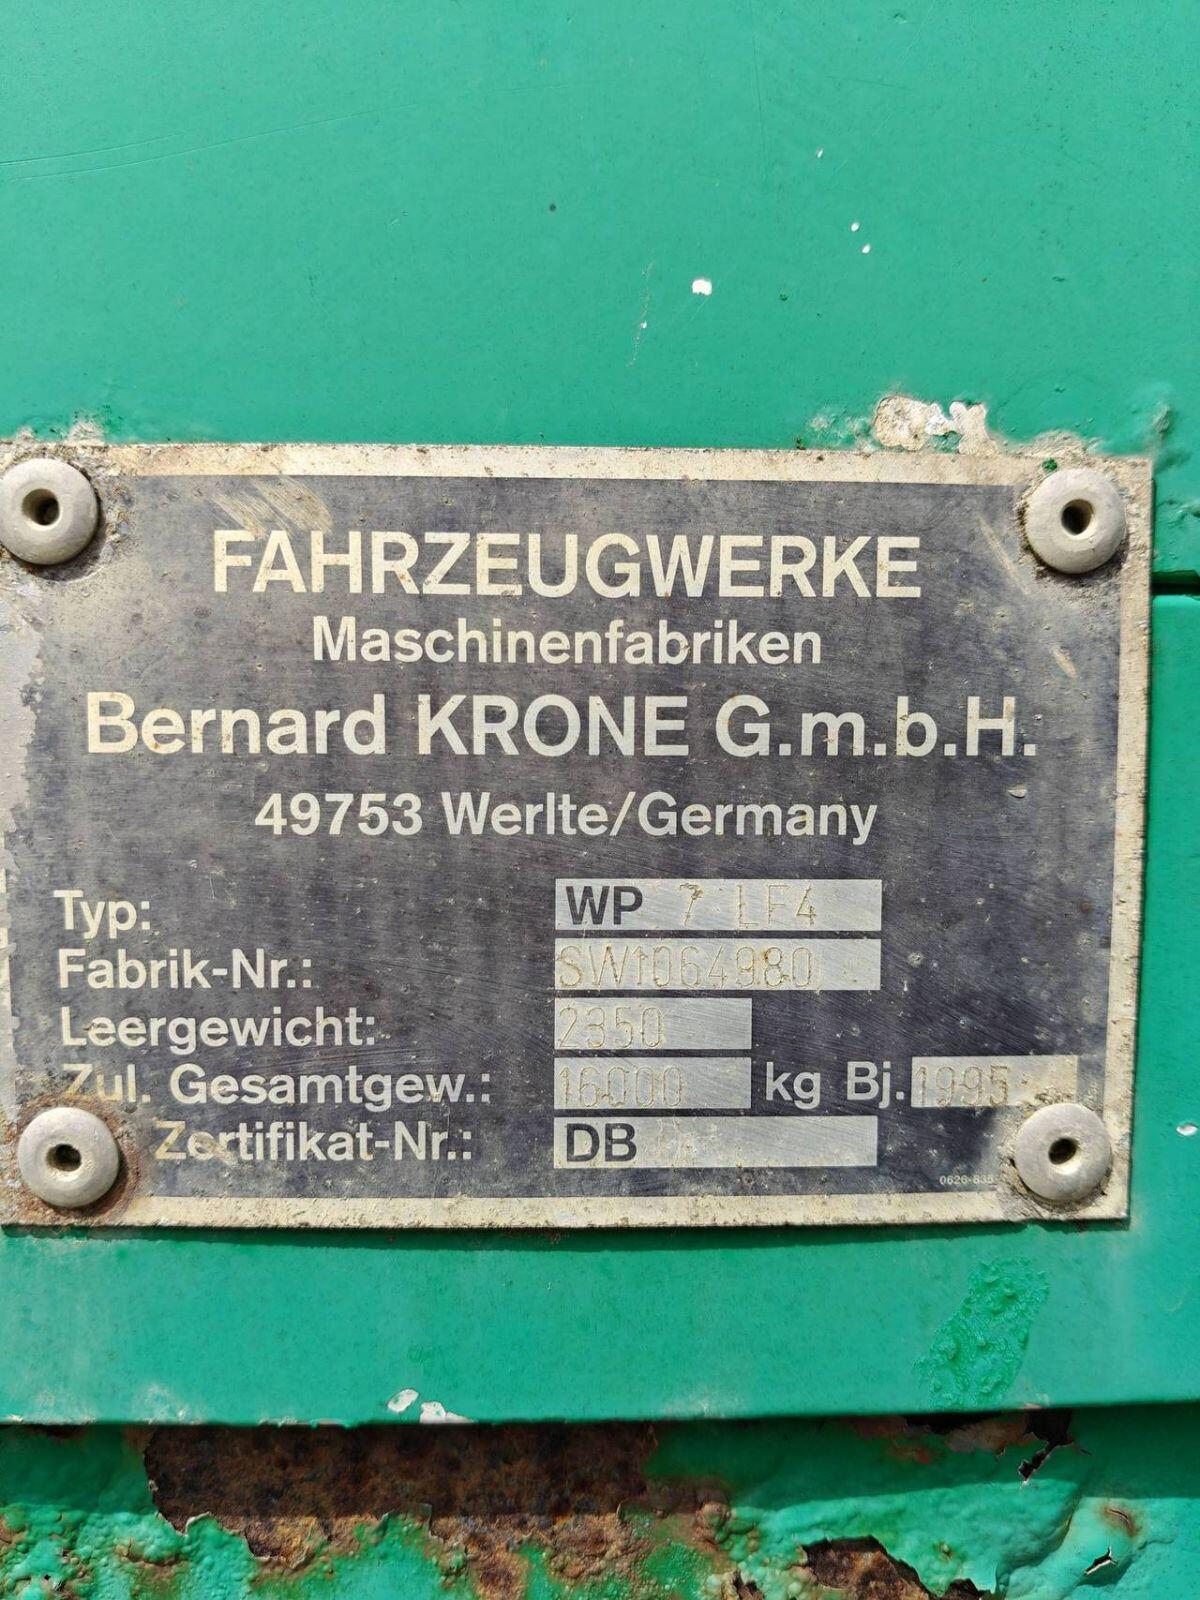 FAHRZEUGWERKE
Maschinenfabriken
Bernard KRONE G.m.b.H.
49753 Werlte/Germany
Typ: WP 7 LF4
Fabrik-Nr.: SW1064980
Leergewicht: 2350
Zul. Gesamtgew.: 16000 kg Bj. 1995
Zertifikat-Nr.: DB